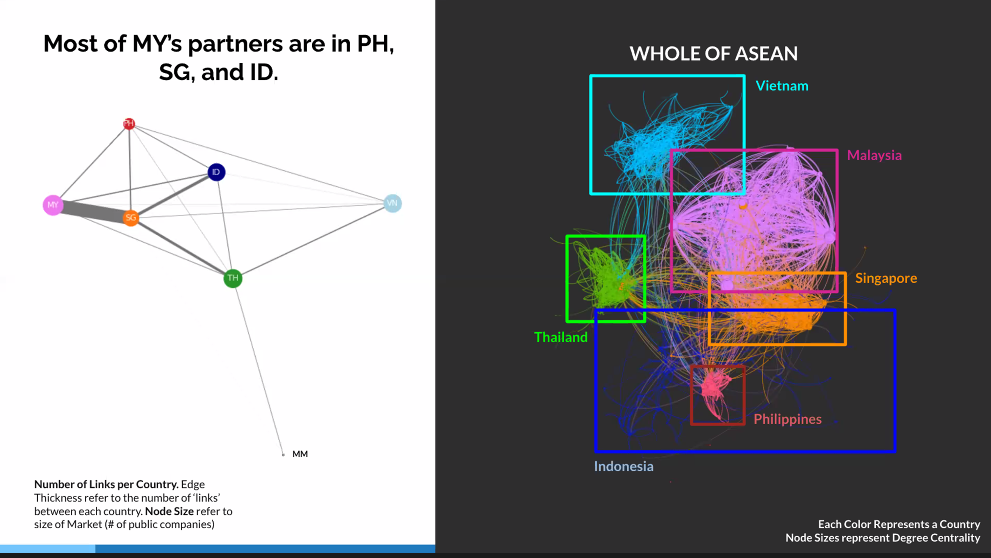 Most of MY's partners are in PH,
SG, and ID.
PH
ID
MY
SG
VN
TH
MM
Number of Links per Country. Edge
Thickness refer to the number of 'links'
between each country. Node Size refer to
size of Market (# of public companies)
WHOLE OF ASEAN
Vietnam
Malaysia
Singapore
Thailand
Philippines
Indonesia
Each Color Represents a Country
Node Sizes represent Degree Centrality